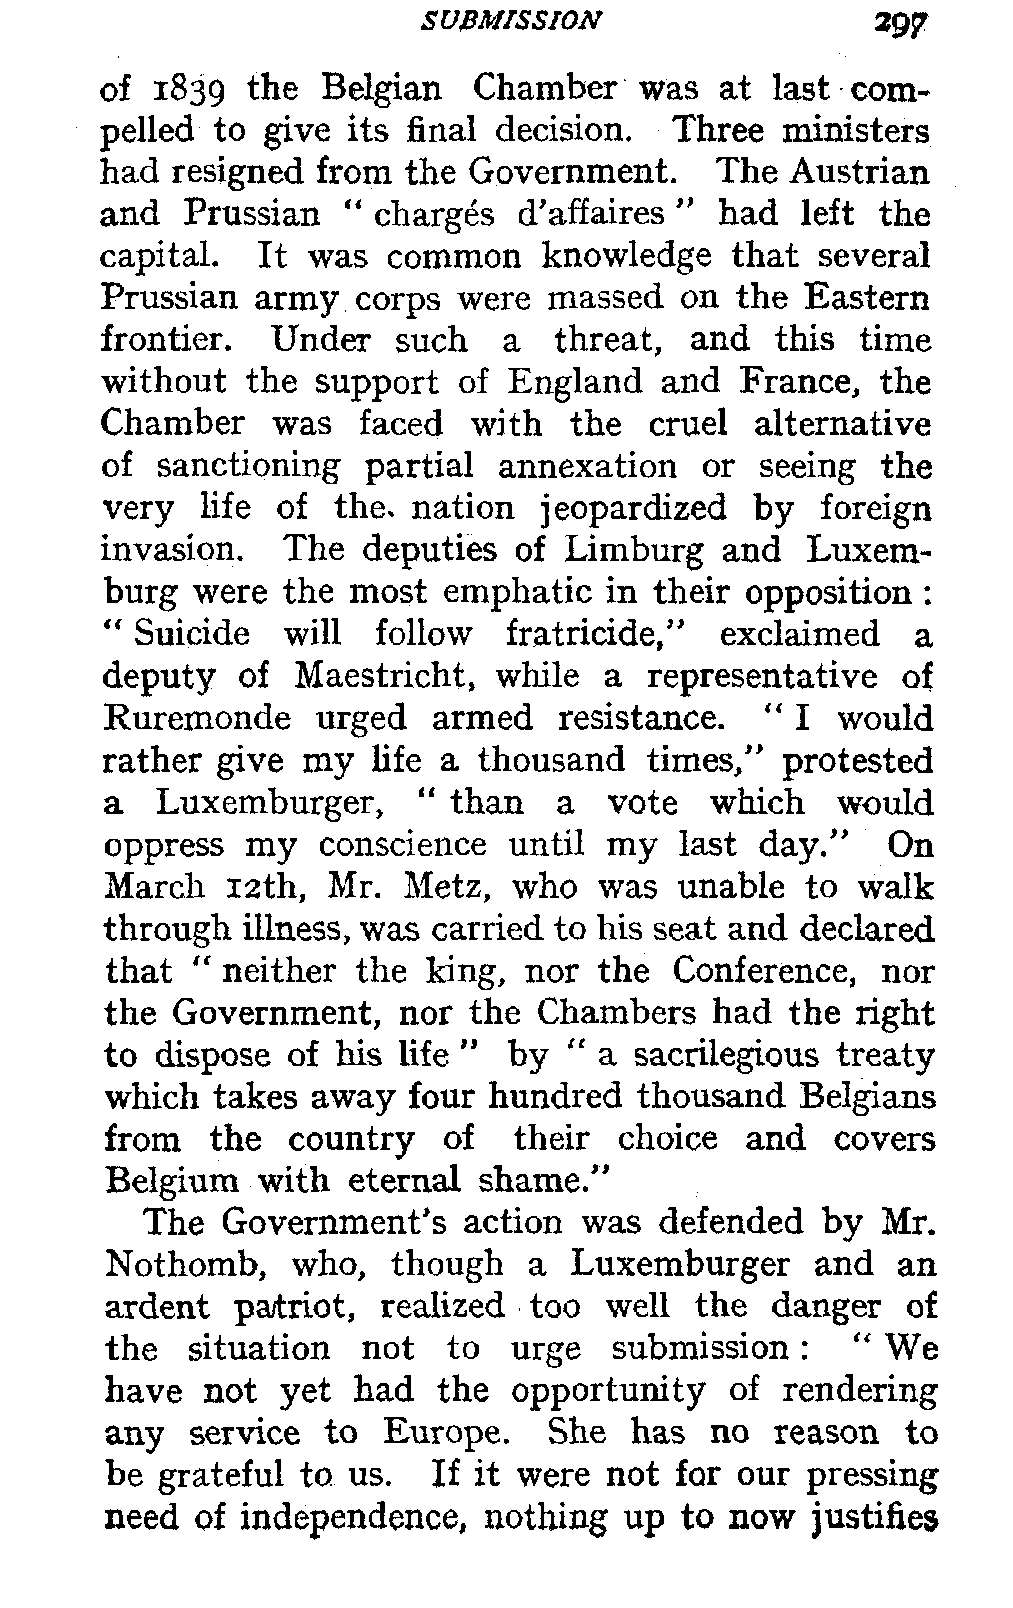 SUBMISSION 297
of 1839 the Belgian Chamber was at last com-
pelled to give its final decision. Three ministers
had resigned from the Government. The Austrian
and Prussian “ chargés d'affaires ” had left the
capital. It was common knowledge that several
Prussian army corps were massed on the Eastern
frontier. Under such a threat, and this time
without the support of England and France, the
Chamber was faced with the cruel alternative
of sanctioning partial annexation or seeing the
very life of the nation jeopardized by foreign
invasion. The deputies of Limburg and Luxem-
burg were the most emphatic in their opposition :
“ Suicide will follow fratricide,” exclaimed a
deputy of Maestricht, while a representative of
Ruremonde urged armed resistance. “ I would
rather give my life a thousand times,” protested
a Luxemburger, “ than a vote which would
oppress my conscience until my last day.” On
March 12th, Mr. Metz, who was unable to walk
through illness, was carried to his seat and declared
that “ neither the king, nor the Conference, nor
the Government, nor the Chambers had the right
to dispose of his life ” by “ a sacrilegious treaty
which takes away four hundred thousand Belgians
from the country of their choice and covers
Belgium with eternal shame.”
The Government's action was defended by Mr.
Nothomb, who, though a Luxemburger and an
ardent patriot, realized too well the danger of
the situation not to urge submission : “ We
have not yet had the opportunity of rendering
any service to Europe. She has no reason to
be grateful to us. If it were not for our pressing
need of independence, nothing up to now justifies